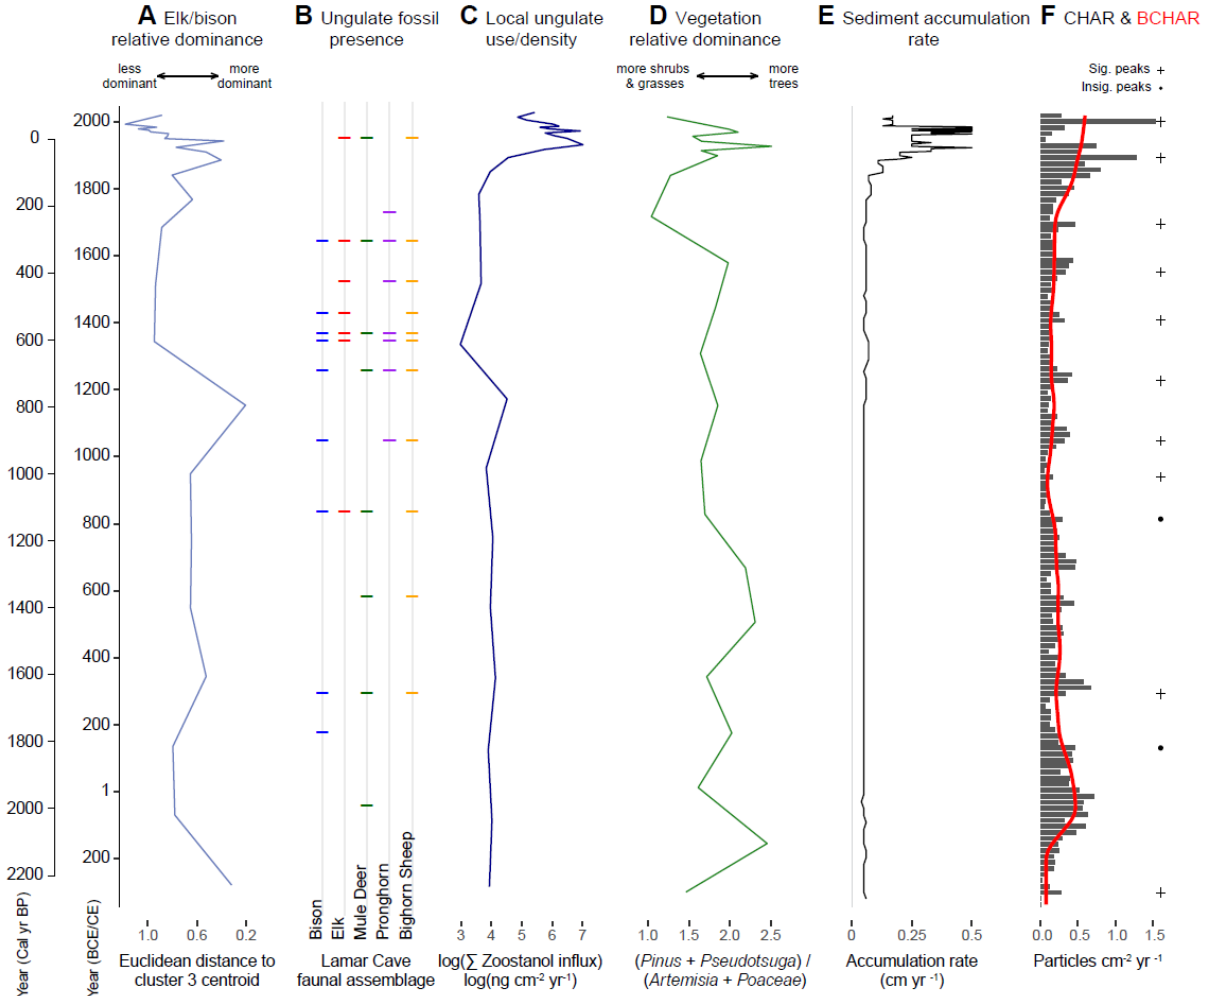 A Elk/bison
relative dominance
less
dominant
more
dominant
B Ungulate fossil
presence
C Local ungulate
use/density
D Vegetation
relative dominance
more shrubs
& grasses
more
trees
E Sediment accumulation
rate
F CHAR & BCHAR
Sig. peaks +
Insig. peaks •
0
200
400
600
800
1000
1200
1400
1600
1800
2000
2200
Year (Cal yr BP)
2000
1800
1600
1400
1200
1000
800
600
400
200
1
200
Year (BCE/CE)
1.0 0.6 0.2
Euclidean distance to
cluster 3 centroid
Bison
Elk
Mule Deer
Pronghorn
Bighorn Sheep
Lamar Cave
faunal assemblage
3 4 5 6 7
log(∑ Zoostanol influx)
log(ng cm⁻² yr⁻¹)
1.0 1.5 2.0 2.5
(Pinus + Pseudotsuga) /
(Artemisia + Poaceae)
0 0.25 0.5
Accumulation rate
(cm yr⁻¹)
0.0 0.5 1.0 1.5
Particles cm⁻² yr⁻¹